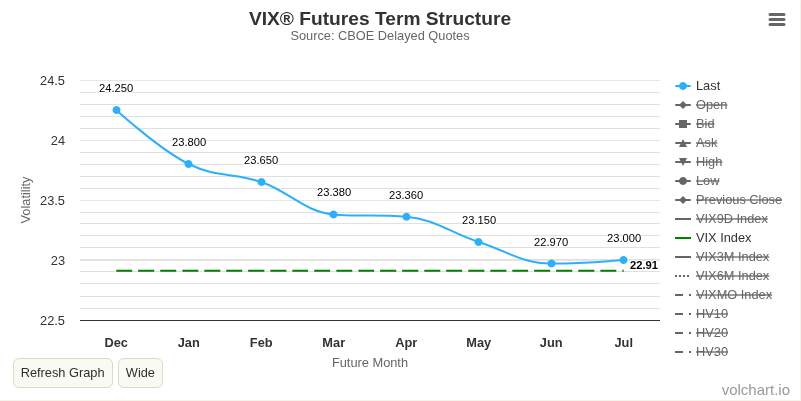 VIX® Futures Term Structure
Source: CBOE Delayed Quotes
24.5
24
23.5
23
22.5
Volatility
24.250
23.800
23.650
23.380
23.360
23.150
22.970
23.000
22.91
Dec Jan Feb Mar Apr May Jun Jul
Future Month
Last
Open
Bid
Ask
High
Low
Previous Close
VIX9D Index
VIX Index
VIX3M Index
VIX6M Index
VIXMO Index
HV10
HV20
HV30
Refresh Graph Wide
volchart.io